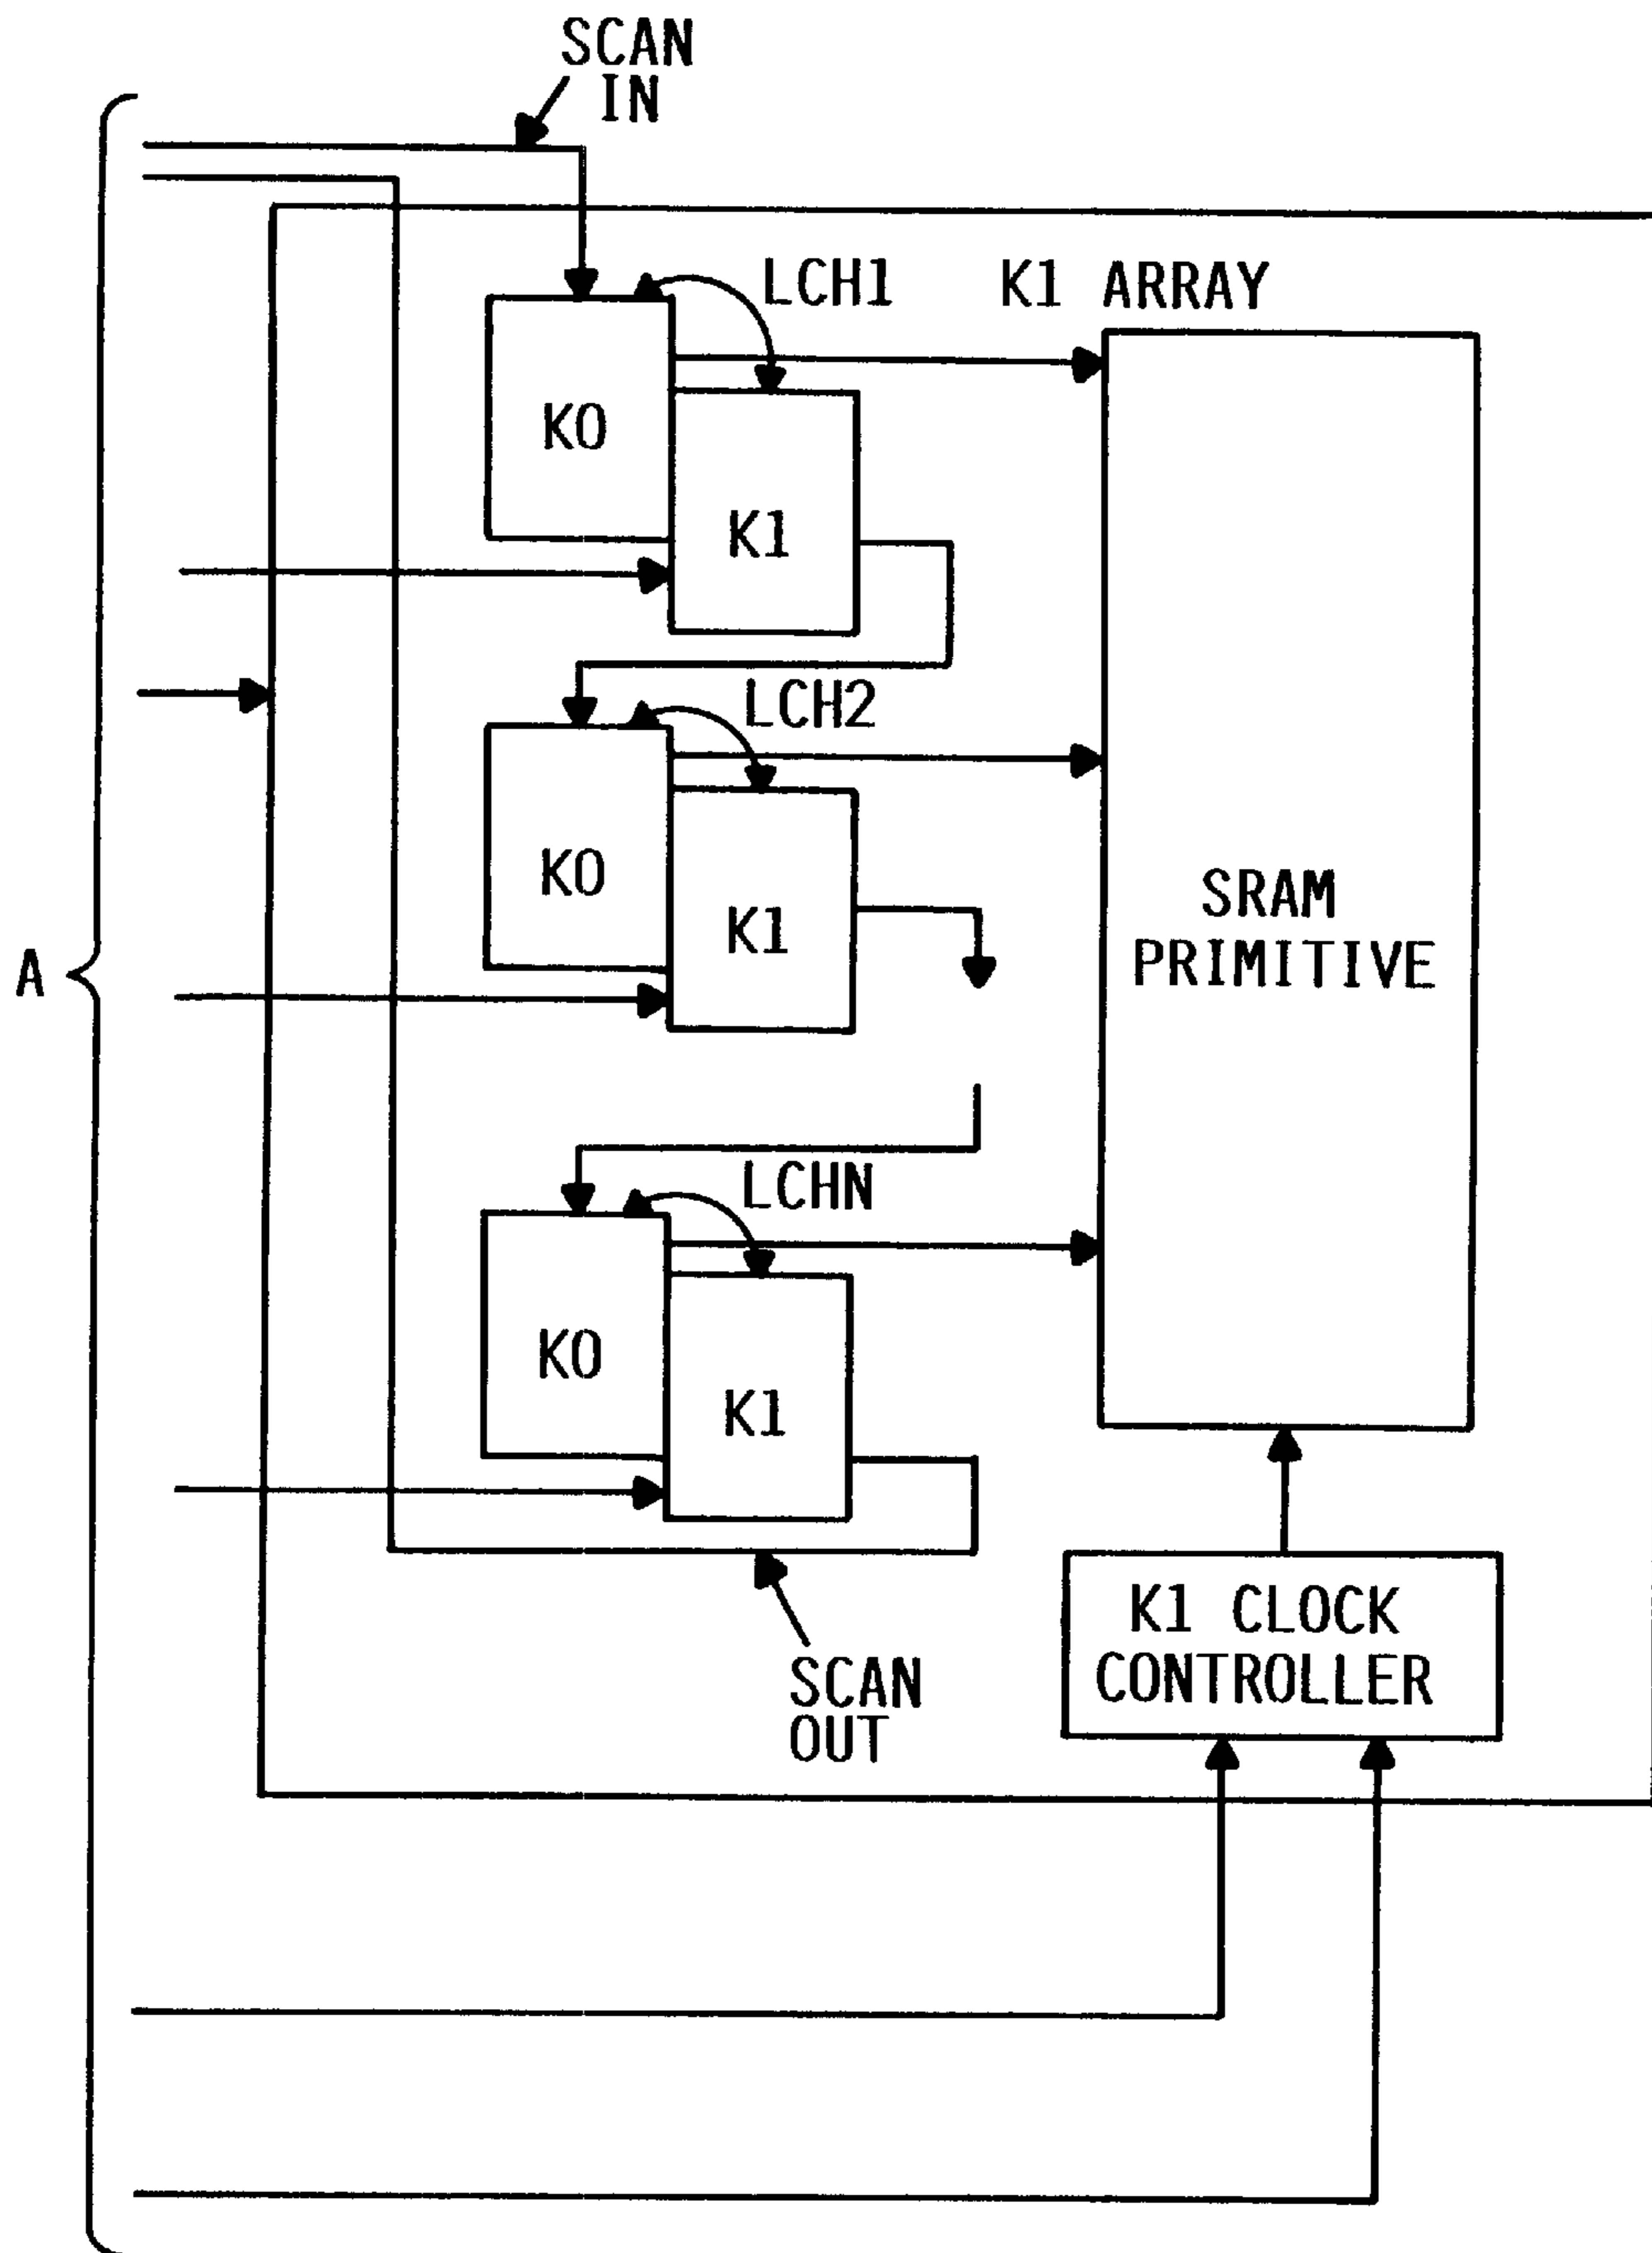 SCAN
IN
LCH1
K1 ARRAY
K0
K1
LCH2
K0
K1
SRAM
PRIMITIVE
A
LCHN
K0
K1
K1 CLOCK
CONTROLLER
SCAN
OUT